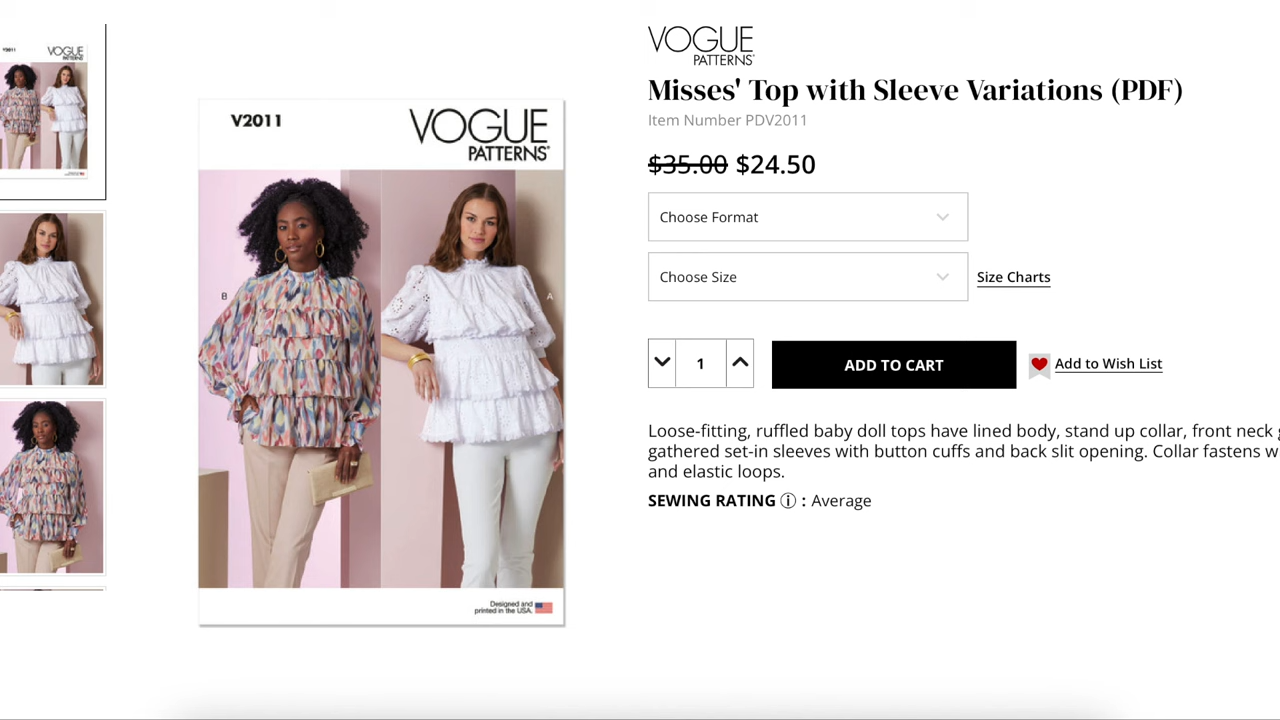 VOGUE
PATTERNS
V2011
VOGUE
PATTERNS
B
A
Designed and
printed in the USA.
VOGUE
PATTERNS
Misses' Top with Sleeve Variations (PDF)
Item Number PDV2011
$35.00 $24.50
Choose Format
Choose Size
Size Charts
1
ADD TO CART
Add to Wish List
Loose-fitting, ruffled baby doll tops have lined body, stand up collar, front neck
gathered set-in sleeves with button cuffs and back slit opening. Collar fastens
and elastic loops.
SEWING RATING ⓘ : Average